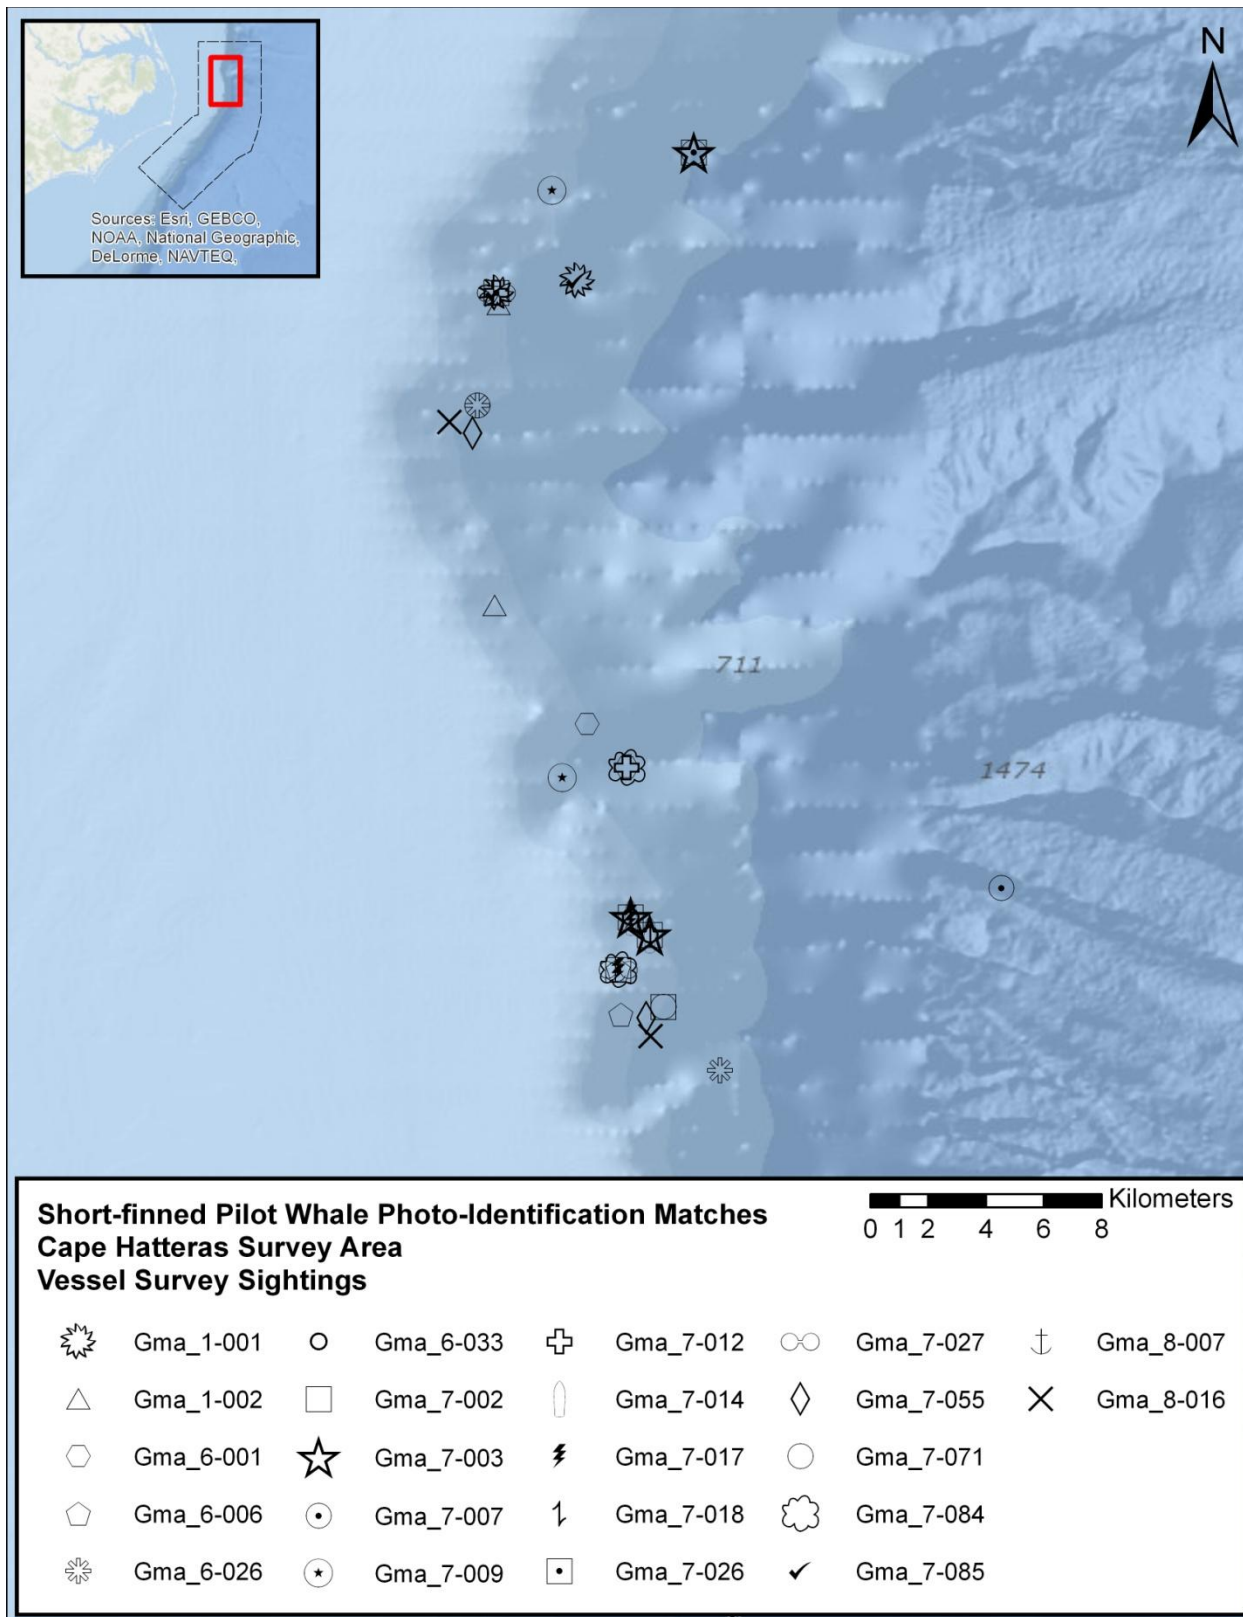 Sources: Esri, GEBCO,
NOAA, National Geographic,
DeLorme, NAVTEQ,
N
711
1474
Short-finned Pilot Whale Photo-Identification Matches
Cape Hatteras Survey Area
Vessel Survey Sightings
Kilometers
0 1 2 4 6 8
Gma_1-001 Gma_6-033 Gma_7-012 Gma_7-027 Gma_8-007
Gma_1-002 Gma_7-002 Gma_7-014 Gma_7-055 Gma_8-016
Gma_6-001 Gma_7-003 Gma_7-017 Gma_7-071
Gma_6-006 Gma_7-007 Gma_7-018 Gma_7-084
Gma_6-026 Gma_7-009 Gma_7-026 Gma_7-085